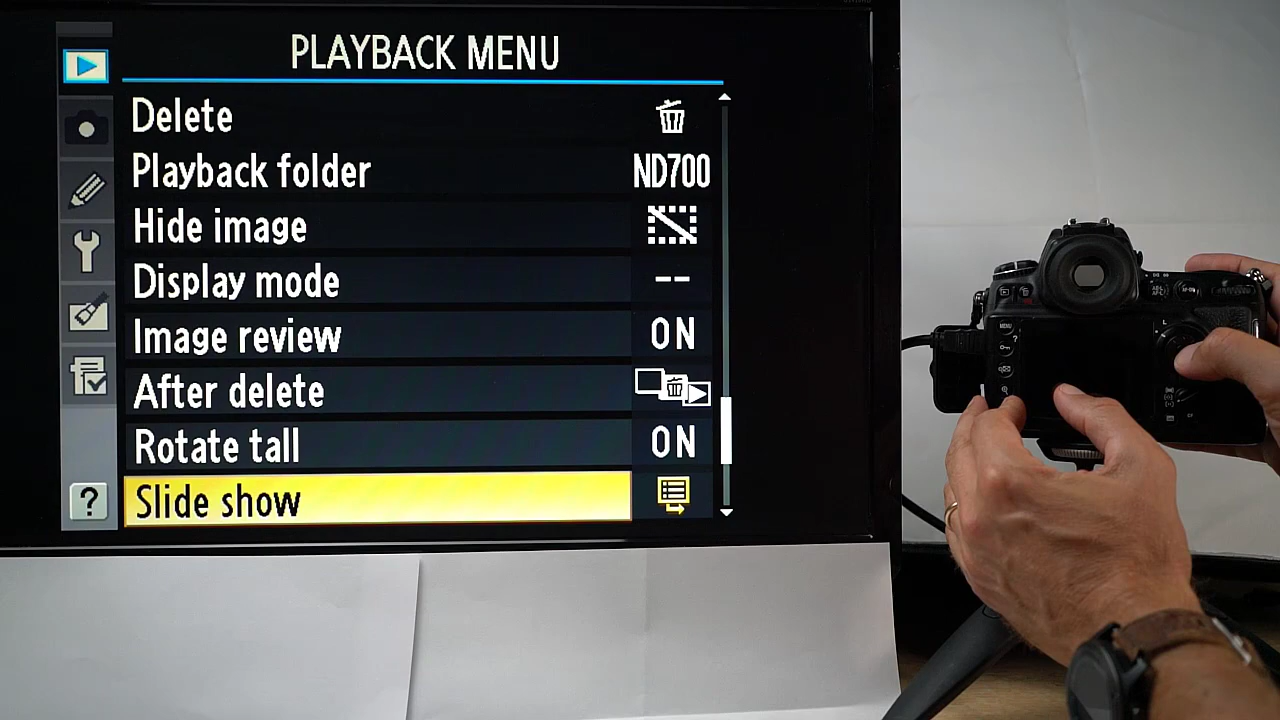 PLAYBACK MENU
Delete
Playback folder ND700
Hide image
Display mode --
Image review ON
After delete
Rotate tall ON
Slide show
?
MENU
?
L